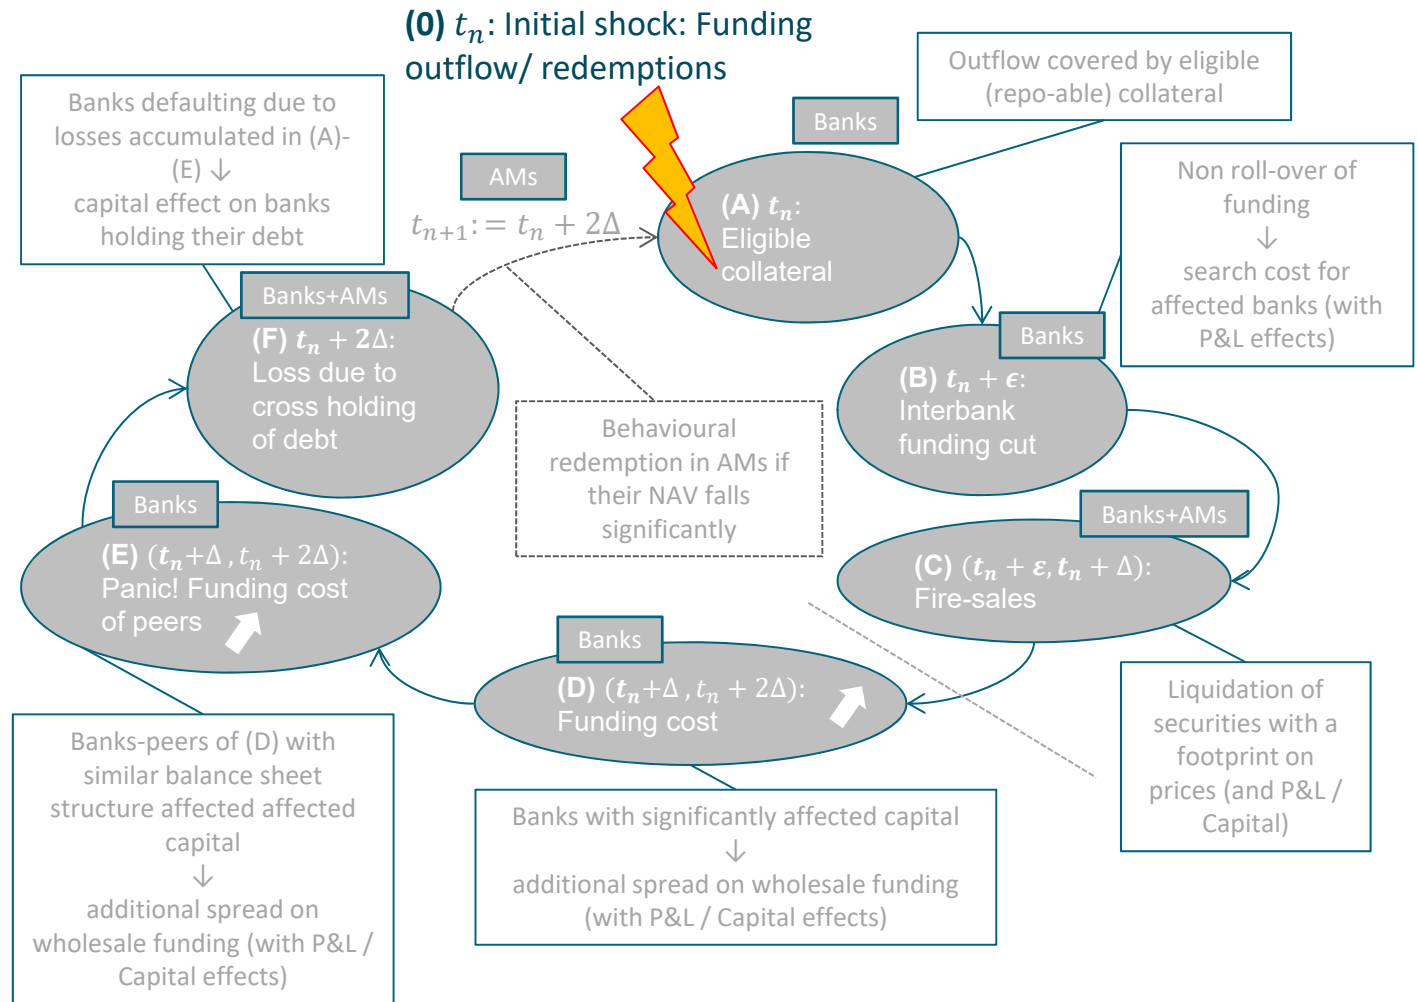 (0) tₙ: Initial shock: Funding
outflow/ redemptions
Outflow covered by eligible
(repo-able) collateral
Banks
(A) tₙ:
Eligible
collateral
Non roll-over of
funding
↓
search cost for
affected banks (with
P&L effects)
Banks
(B) tₙ + ϵ:
Interbank
funding cut
Banks+AMs
(C) (tₙ + ε, tₙ + Δ):
Fire-sales
Liquidation of
securities with a
footprint on
prices (and P&L /
Capital)
Banks
(D) (tₙ+Δ , tₙ + 2Δ):
Funding cost
Banks with significantly affected capital
↓
additional spread on wholesale funding
(with P&L / Capital effects)
Banks
(E) (tₙ+Δ , tₙ + 2Δ):
Panic! Funding cost
of peers
Banks-peers of (D) with
similar balance sheet
structure affected affected
capital
↓
additional spread on
wholesale funding (with P&L /
Capital effects)
Banks+AMs
(F) tₙ + 2Δ:
Loss due to
cross holding
of debt
Banks defaulting due to
losses accumulated in (A)-
(E) ↓
capital effect on banks
holding their debt
AMs
tₙ₊₁: = tₙ + 2Δ
Behavioural
redemption in AMs if
their NAV falls
significantly